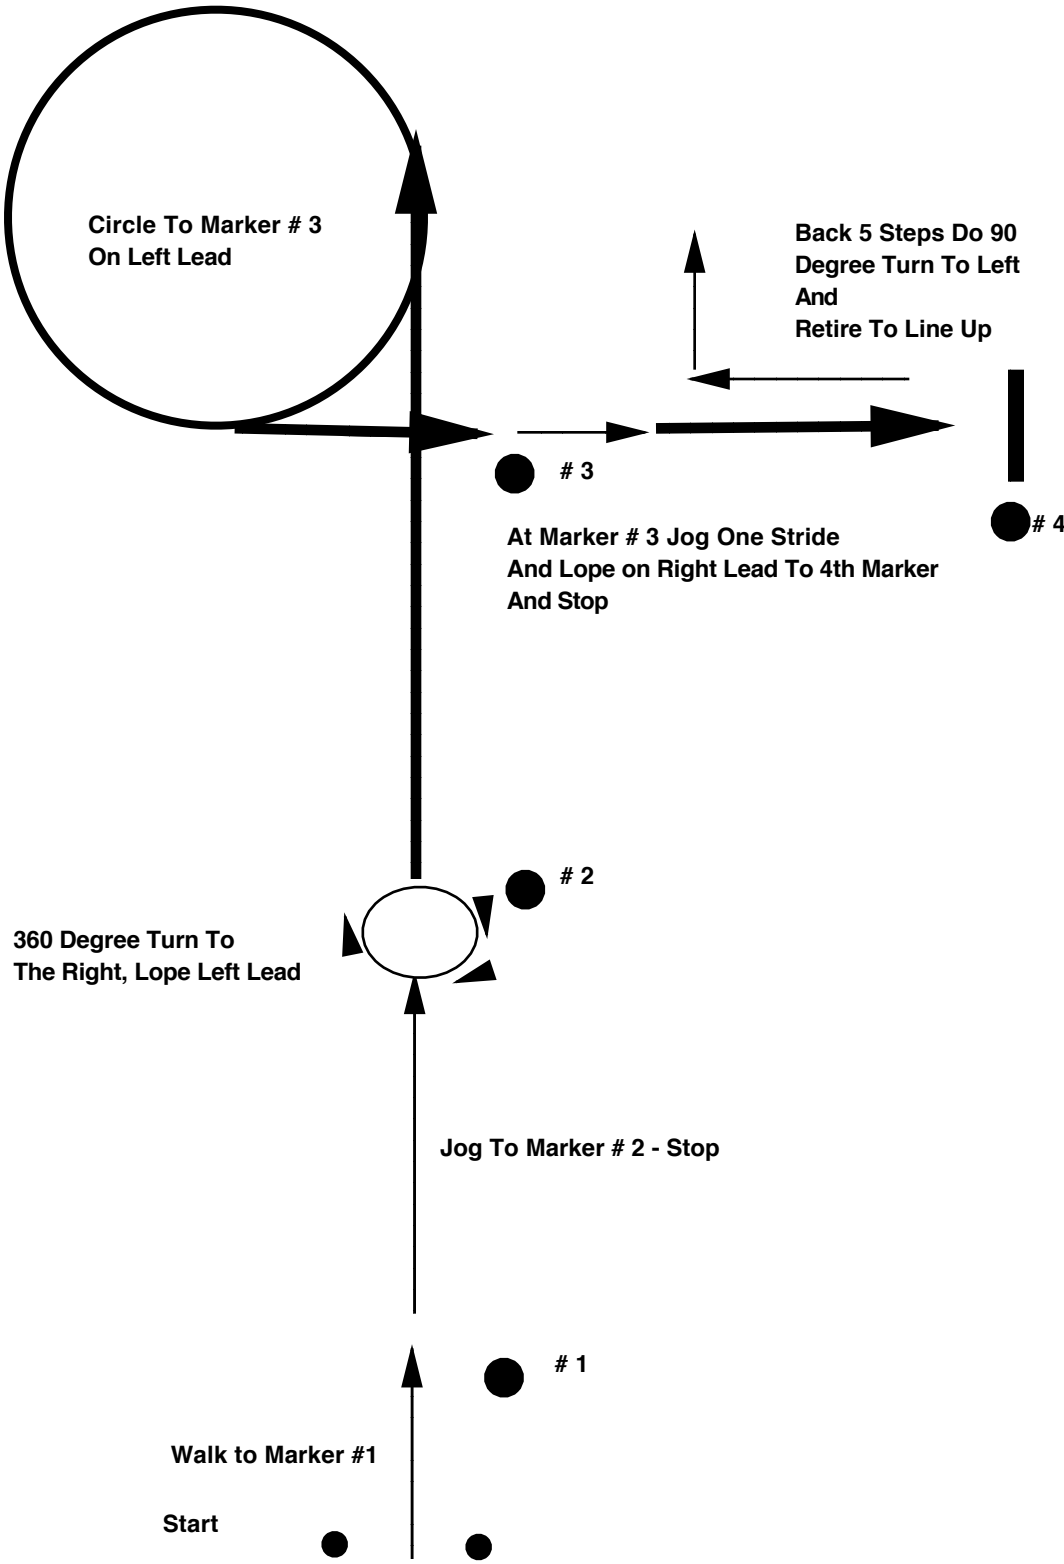 Circle To Marker # 3
On Left Lead
Back 5 Steps Do 90
Degree Turn To Left
And
Retire To Line Up
# 3
# 4
At Marker # 3 Jog One Stride
And Lope on Right Lead To 4th Marker
And Stop
# 2
360 Degree Turn To
The Right, Lope Left Lead
Jog To Marker # 2 - Stop
# 1
Walk to Marker #1
Start